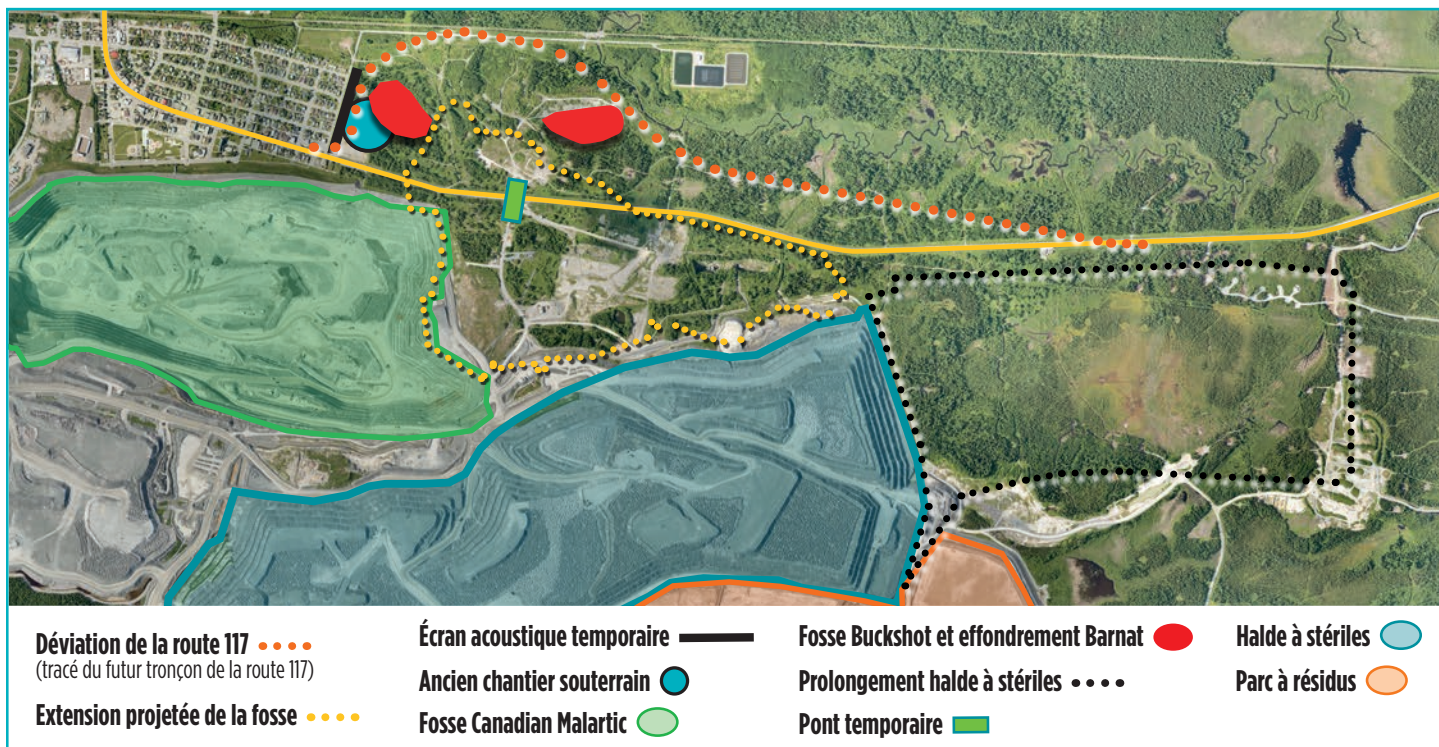 Déviation de la route 117
(tracé du futur tronçon de la route 117)
Extension projetée de la fosse
Écran acoustique temporaire
Ancien chantier souterrain
Fosse Canadian Malartic
Fosse Buckshot et effondrement Barnat
Prolongement halde à stériles
Pont temporaire
Halde à stériles
Parc à résidus